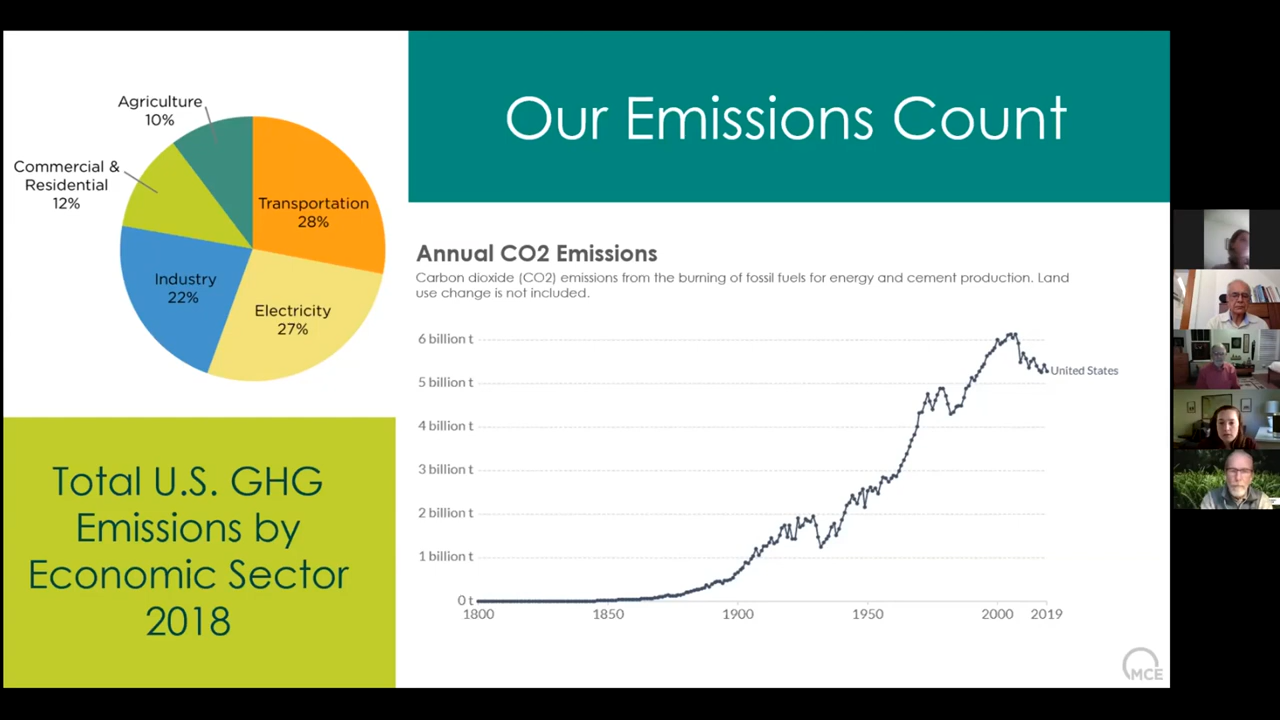 Our Emissions Count
Agriculture
10%
Commercial &
Residential
12%
Transportation
28%
Industry
22%
Electricity
27%
Total U.S. GHG
Emissions by
Economic Sector
2018
Annual CO2 Emissions
Carbon dioxide (CO2) emissions from the burning of fossil fuels for energy and cement production. Land
use change is not included.
6 billion t
5 billion t
4 billion t
3 billion t
2 billion t
1 billion t
0 t
United States
1800 1850 1900 1950 2000 2019
MCE